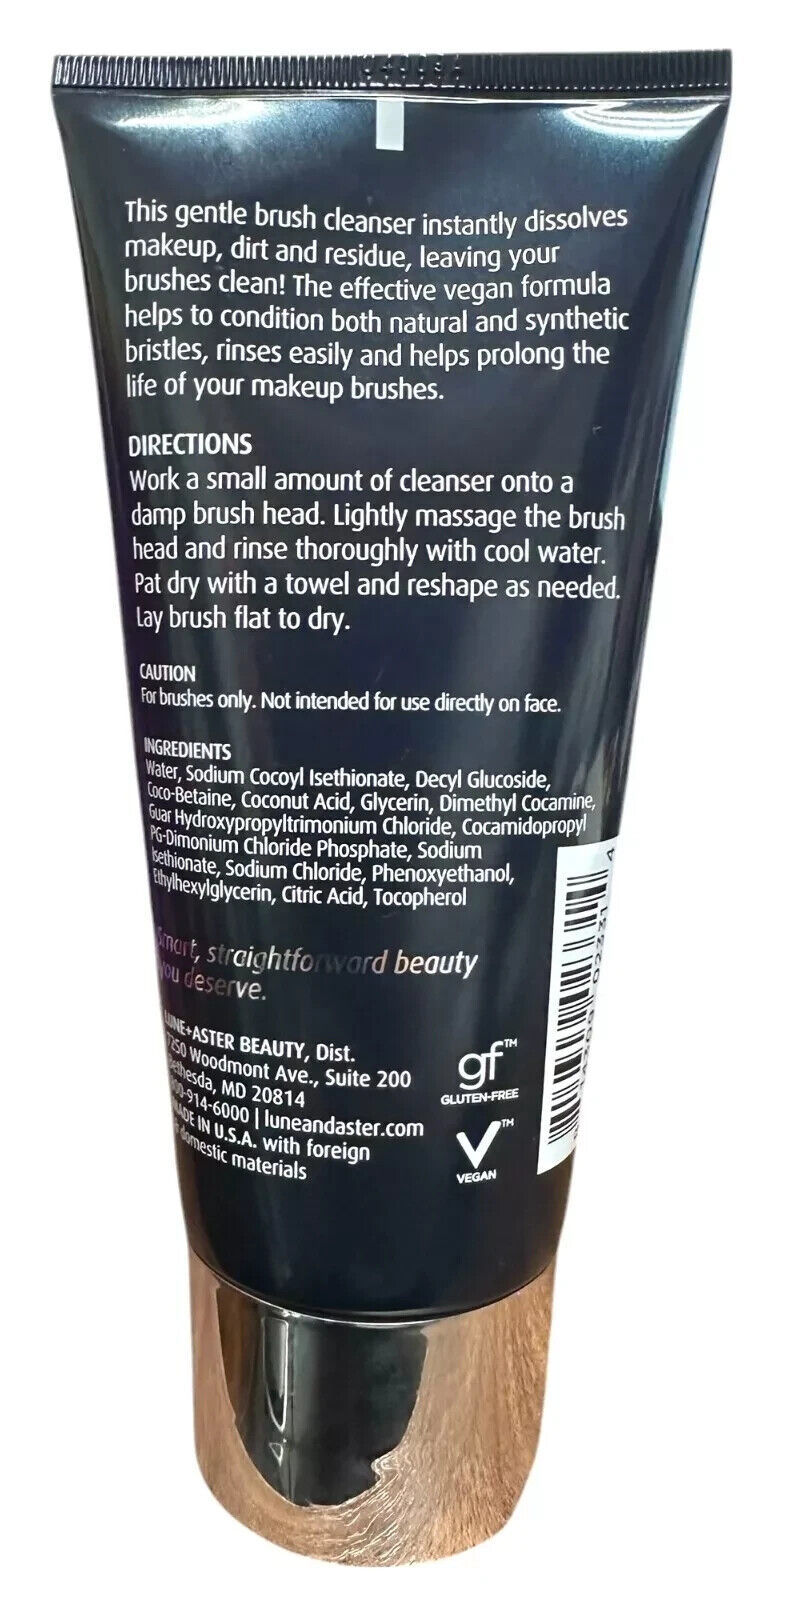 This gentle brush cleanser instantly dissolves
makeup, dirt and residue, leaving your
brushes clean! The effective vegan formula
helps to condition both natural and synthetic
bristles, rinses easily and helps prolong the
life of your makeup brushes.
DIRECTIONS
Work a small amount of cleanser onto a
damp brush head. Lightly massage the brush
head and rinse thoroughly with cool water.
Pat dry with a towel and reshape as needed.
Lay brush flat to dry.
CAUTION
For brushes only. Not intended for use directly on face.
INGREDIENTS
Water, Sodium Cocoyl Isethionate, Decyl Glucoside,
Coco-Betaine, Coconut Acid, Glycerin, Dimethyl Cocamine,
Guar Hydroxypropyltrimonium Chloride, Cocamidopropyl
PG-Dimonium Chloride Phosphate, Sodium
Isethionate, Sodium Chloride, Phenoxyethanol,
Ethylhexylglycerin, Citric Acid, Tocopherol
Smart, straightforward beauty
you deserve.
LUNE+ASTER BEAUTY, Dist.
7250 Woodmont Ave., Suite 200
Bethesda, MD 20814
-914-6000 | luneandaster.com
MADE IN U.S.A. with foreign
domestic materials
gf™
GLUTEN-FREE
V™
VEGAN
4